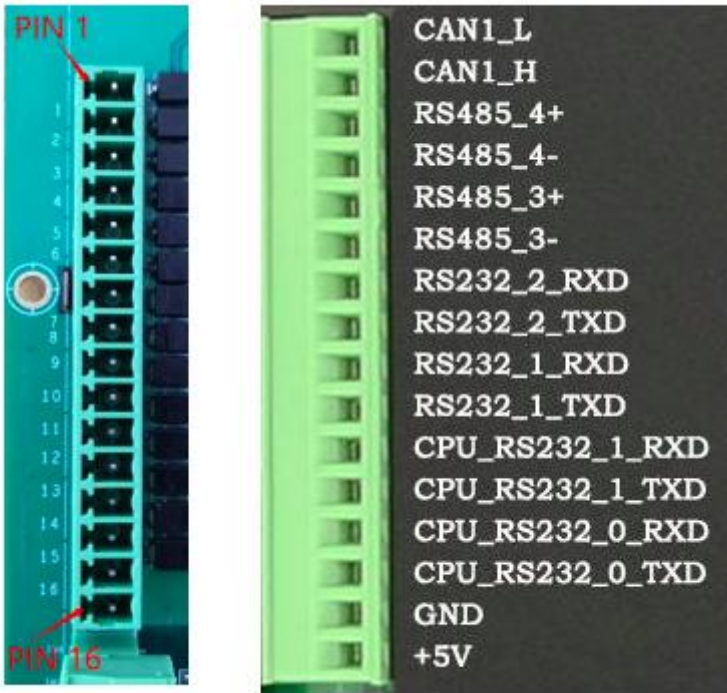 PIN 1
1
2
3
4
5
6
7
8
9
10
11
12
13
14
15
16
PIN 16
CAN1_L
CAN1_H
RS485_4+
RS485_4-
RS485_3+
RS485_3-
RS232_2_RXD
RS232_2_TXD
RS232_1_RXD
RS232_1_TXD
CPU_RS232_1_RXD
CPU_RS232_1_TXD
CPU_RS232_0_RXD
CPU_RS232_0_TXD
GND
+5V